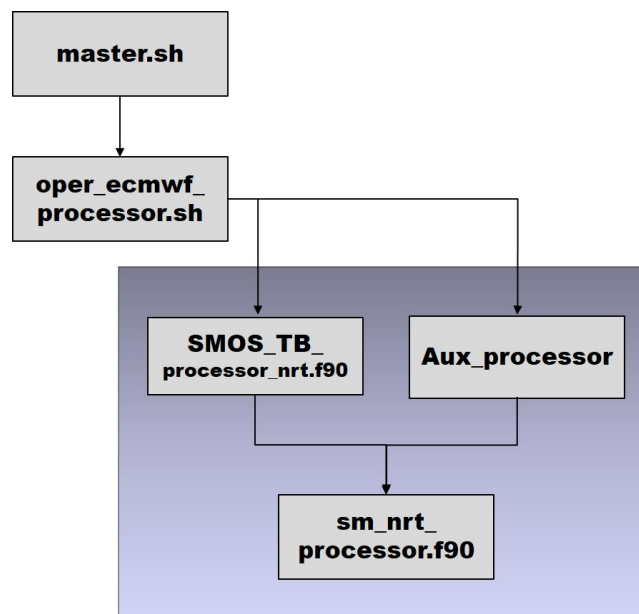 master.sh
oper_ecmwf_
processor.sh
SMOS_TB_
processor_nrt.f90
Aux_processor
sm_nrt_
processor.f90